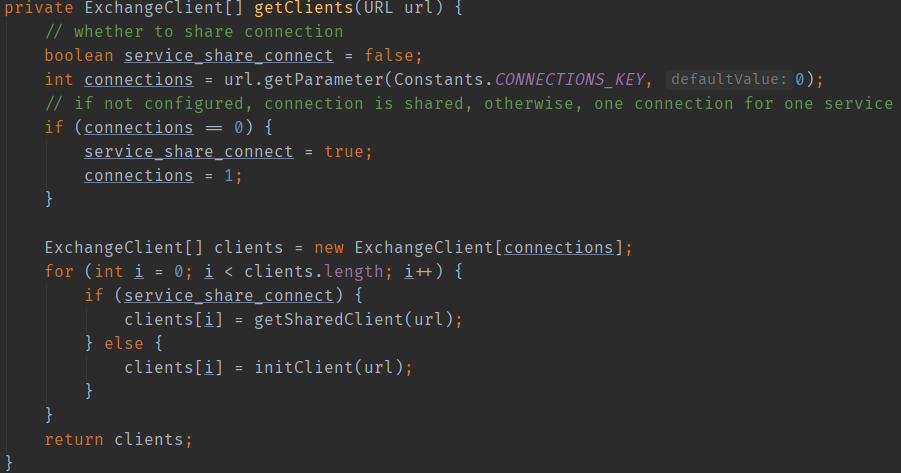 private ExchangeClient[] getClients(URL url) {
    // whether to share connection
    boolean service_share_connect = false;
    int connections = url.getParameter(Constants.CONNECTIONS_KEY, defaultValue: 0);
    // if not configured, connection is shared, otherwise, one connection for one service
    if (connections == 0) {
        service_share_connect = true;
        connections = 1;
    }

    ExchangeClient[] clients = new ExchangeClient[connections];
    for (int i = 0; i < clients.length; i++) {
        if (service_share_connect) {
            clients[i] = getSharedClient(url);
        } else {
            clients[i] = initClient(url);
        }
    }
    return clients;
}